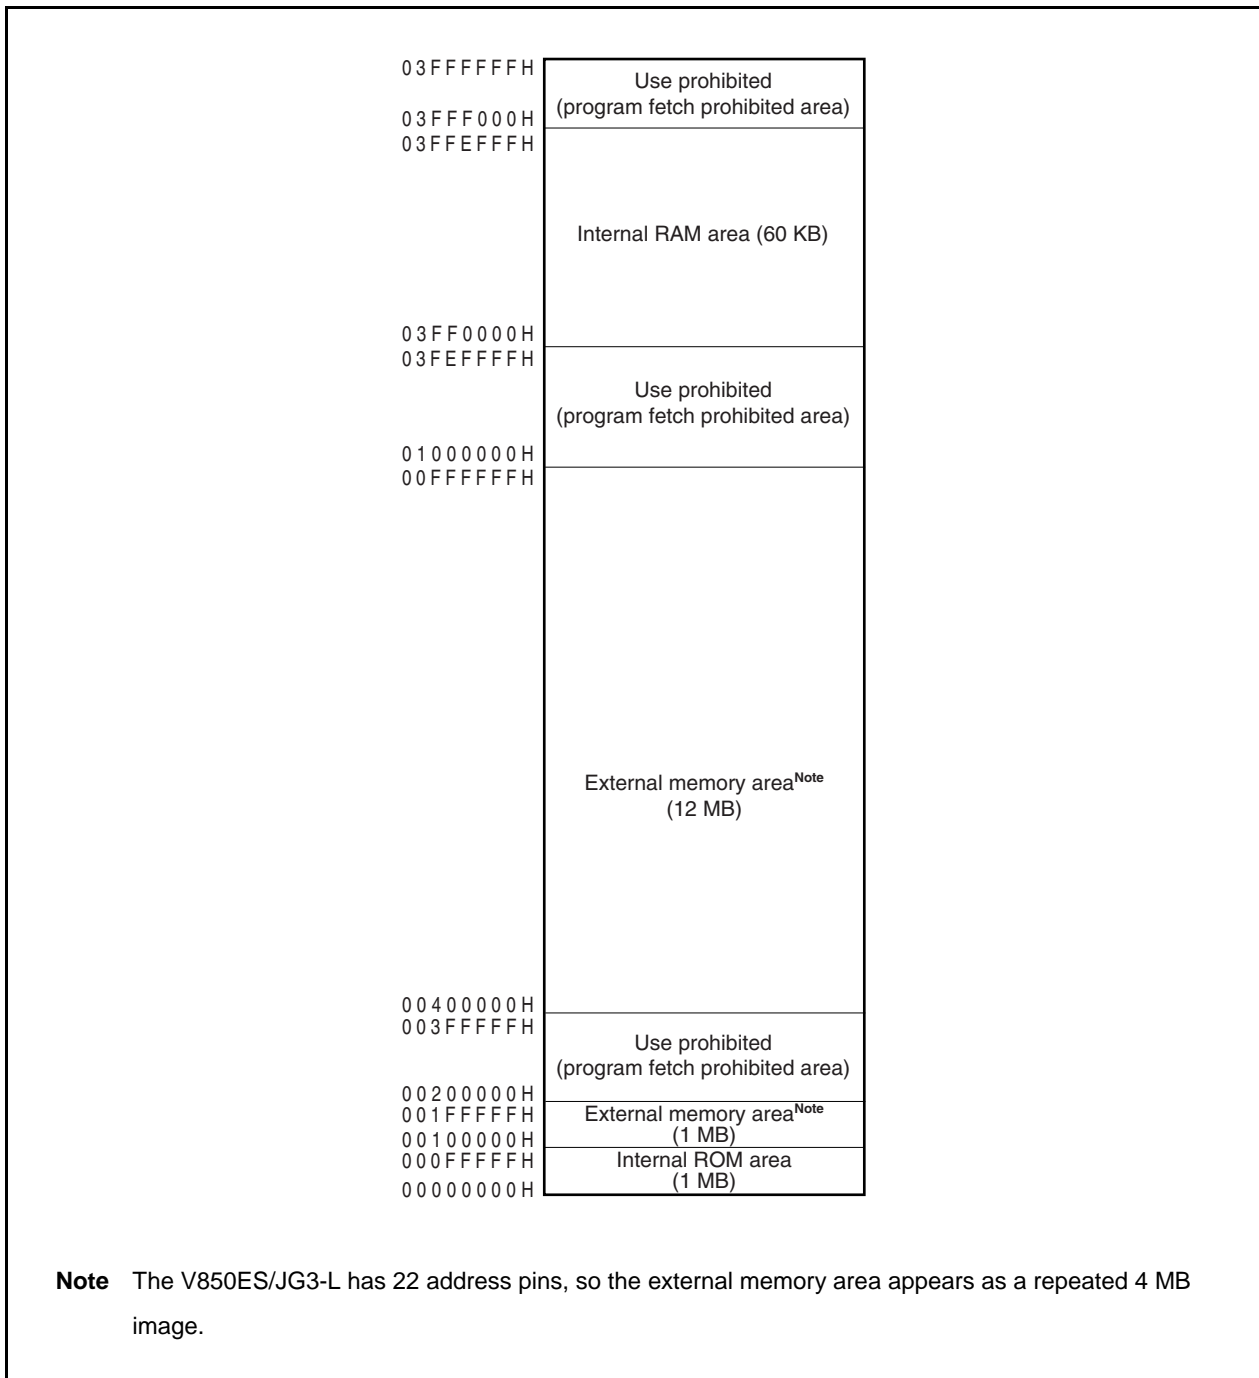 03FFFFFFH
Use prohibited
(program fetch prohibited area)
03FFF000H
03FFEFFFH
Internal RAM area (60 KB)
03FF0000H
03FEFFFFH
Use prohibited
(program fetch prohibited area)
01000000H
00FFFFFFH
External memory areaNote
(12 MB)
00400000H
003FFFFFH
Use prohibited
(program fetch prohibited area)
00200000H
001FFFFFH
External memory areaNote
(1 MB)
00100000H
000FFFFFH
Internal ROM area
(1 MB)
00000000H
Note The V850ES/JG3-L has 22 address pins, so the external memory area appears as a repeated 4 MB
image.